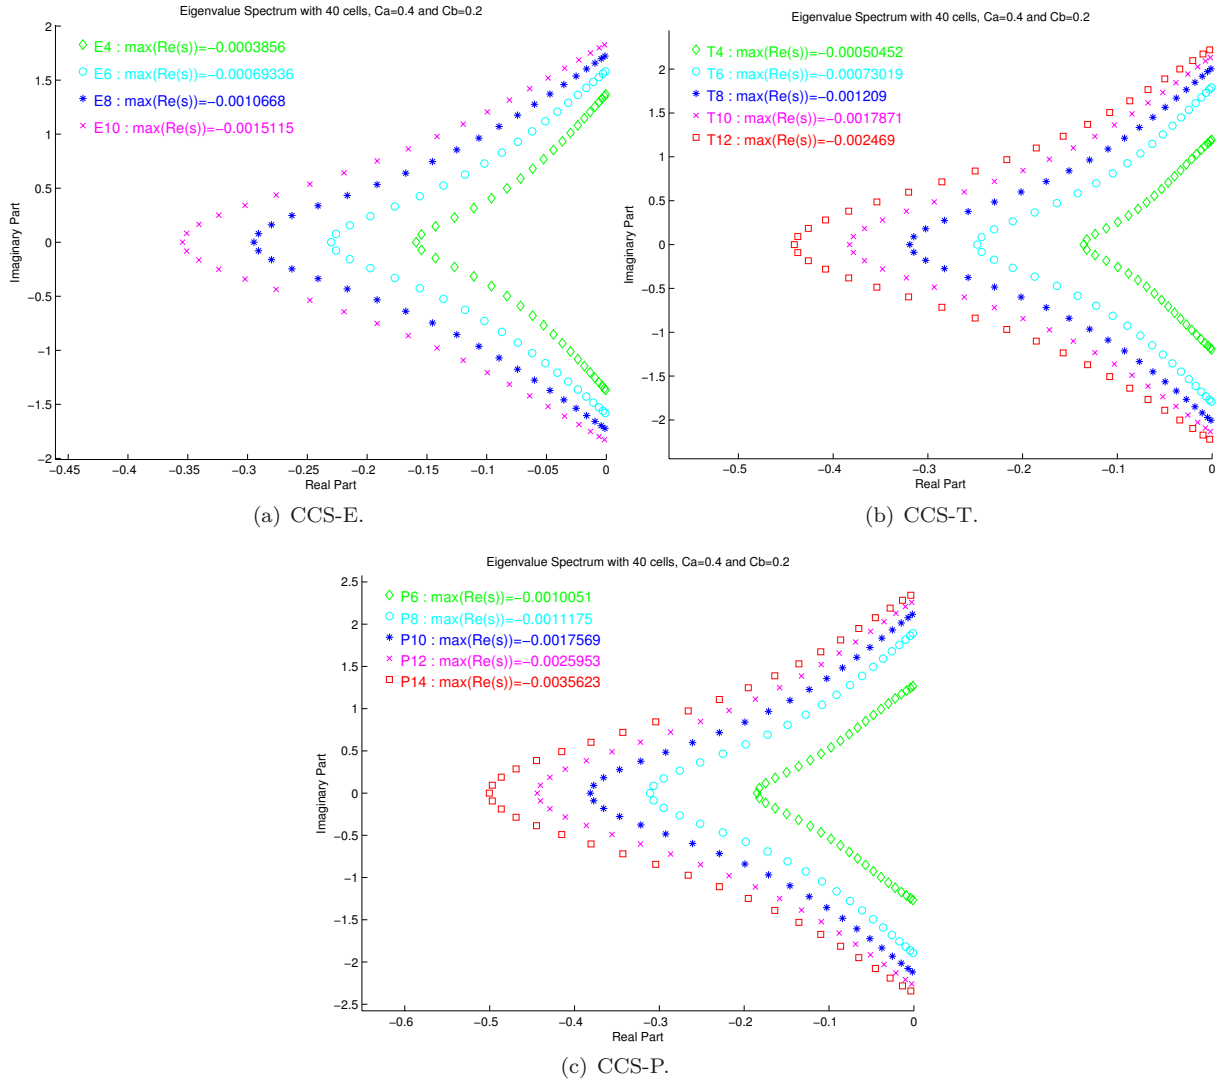 Eigenvalue Spectrum with 40 cells, Ca=0.4 and Cb=0.2
E4 : max(Re(s))=−0.0003856
E6 : max(Re(s))=−0.00069336
E8 : max(Re(s))=−0.0010668
E10 : max(Re(s))=−0.0015115
Imaginary Part
2
1.5
1
0.5
0
−0.5
−1
−1.5
−2
−0.45 −0.4 −0.35 −0.3 −0.25 −0.2 −0.15 −0.1 −0.05 0
Real Part
(a) CCS-E.
Eigenvalue Spectrum with 40 cells, Ca=0.4 and Cb=0.2
T4 : max(Re(s))=−0.00050452
T6 : max(Re(s))=−0.00073019
T8 : max(Re(s))=−0.001209
T10 : max(Re(s))=−0.0017871
T12 : max(Re(s))=−0.002469
Imaginary Part
2
1.5
1
0.5
0
−0.5
−1
−1.5
−2
−0.5 −0.4 −0.3 −0.2 −0.1 0
Real Part
(b) CCS-T.
Eigenvalue Spectrum with 40 cells, Ca=0.4 and Cb=0.2
P6 : max(Re(s))=−0.0010051
P8 : max(Re(s))=−0.0011175
P10 : max(Re(s))=−0.0017569
P12 : max(Re(s))=−0.0025953
P14 : max(Re(s))=−0.0035623
Imaginary Part
2.5
2
1.5
1
0.5
0
−0.5
−1
−1.5
−2
−2.5
−0.6 −0.5 −0.4 −0.3 −0.2 −0.1 0
Real Part
(c) CCS-P.